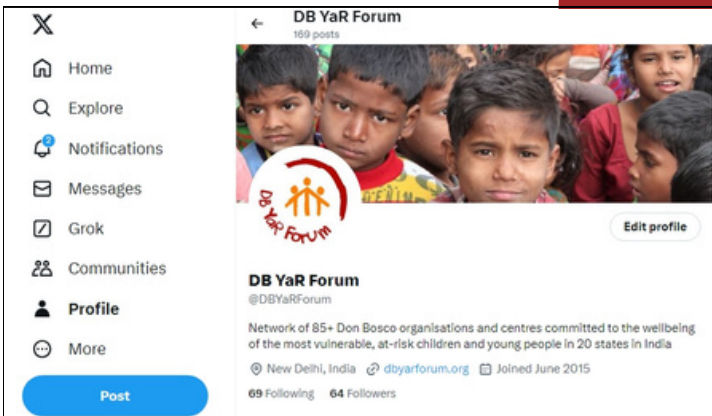 X
Home
Explore
2
Notifications
Messages
Grok
Communities
Profile
More
Post
DB YaR Forum
169 posts
DB YaR FORUM
Edit profile
DB YaR Forum
@DBYaRForum
Network of 85+ Don Bosco organisations and centres committed to the wellbeing
of the most vulnerable, at-risk children and young people in 20 states in India
New Delhi, India dbyarforum.org Joined June 2015
69 Following 64 Followers